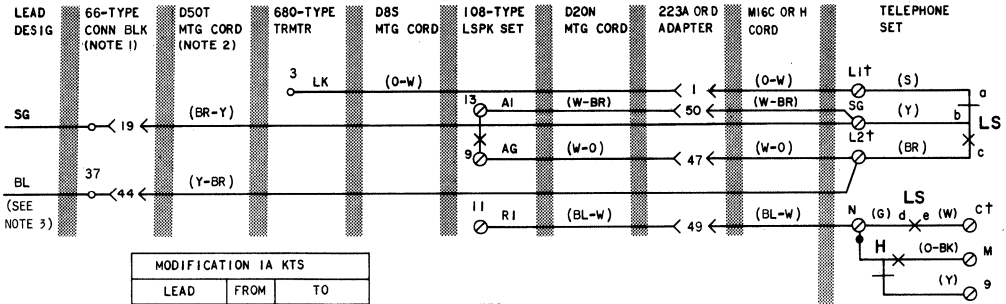 LEAD DESIG
66-TYPE CONN BLK (NOTE 1)
D50T MTG CORD (NOTE 2)
680-TYPE TRMTR
D8S MTG CORD
108-TYPE LSPK SET
D20N MTG CORD
223A OR D ADAPTER
M16C OR H CORD
TELEPHONE SET
3 LK (O-W) 1 (O-W) L1† (S) a
13 A1 (W-BR) 50 (W-BR) SG (Y) b LS
SG 19 (BR-Y)
9 AG (W-O) 47 (W-O) L2† (BR) c
BL 37 44 (Y-BR)
(SEE NOTE 3)
11 R1 (BL-W) 49 (BL-W) N (G) d LS e (W) C†
H (O-BK) M
(Y) 9
MODIFICATION 1A KTS
LEAD FROM TO